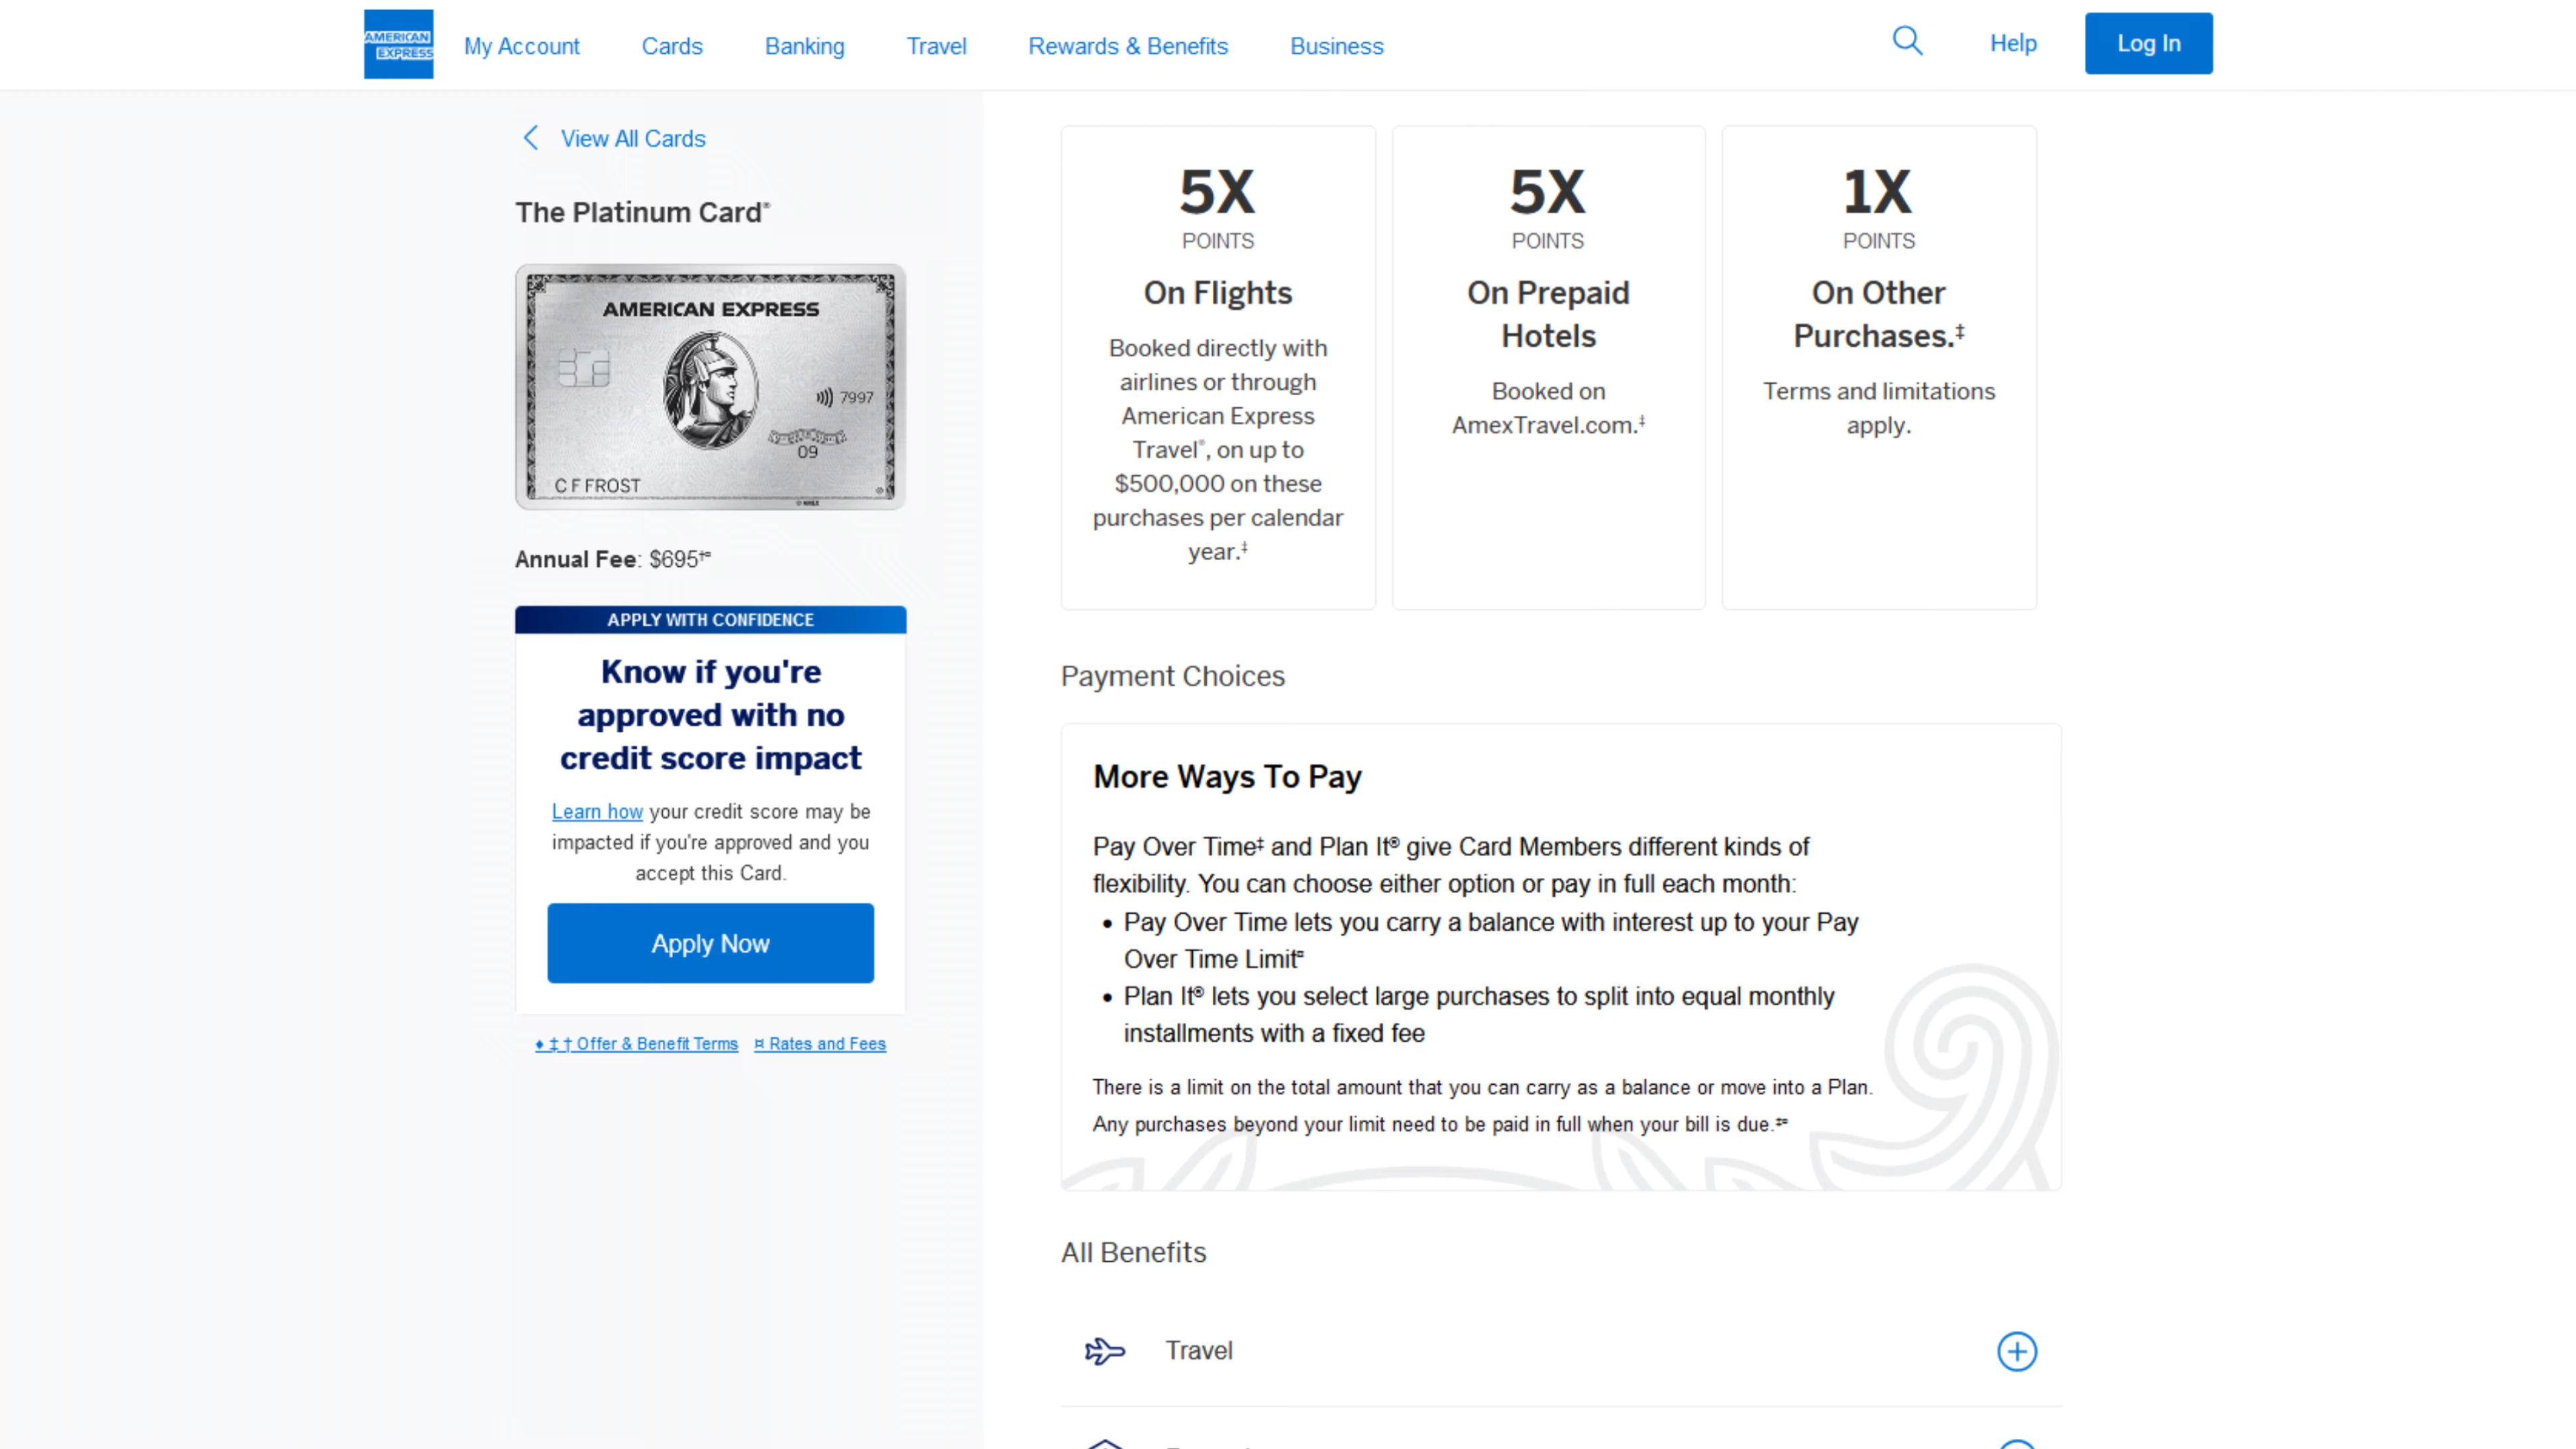 AMERICAN
EXPRESS
My Account
Cards
Banking
Travel
Rewards & Benefits
Business
Help
Log In
View All Cards
The Platinum Card®
AMERICAN EXPRESS
7997
09
C F FROST
Annual Fee: $695†¤
APPLY WITH CONFIDENCE
Know if you're
approved with no
credit score impact
Learn how your credit score may be
impacted if you're approved and you
accept this Card.
Apply Now
♦ ‡ † Offer & Benefit Terms
¤ Rates and Fees
5X
POINTS
On Flights
Booked directly with
airlines or through
American Express
Travel®, on up to
$500,000 on these
purchases per calendar
year.‡
5X
POINTS
On Prepaid
Hotels
Booked on
AmexTravel.com.‡
1X
POINTS
On Other
Purchases.‡
Terms and limitations
apply.
Payment Choices
More Ways To Pay
Pay Over Time‡ and Plan It® give Card Members different kinds of
flexibility. You can choose either option or pay in full each month:
• Pay Over Time lets you carry a balance with interest up to your Pay
Over Time Limit¤
• Plan It® lets you select large purchases to split into equal monthly
installments with a fixed fee
There is a limit on the total amount that you can carry as a balance or move into a Plan.
Any purchases beyond your limit need to be paid in full when your bill is due.‡¤
All Benefits
Travel